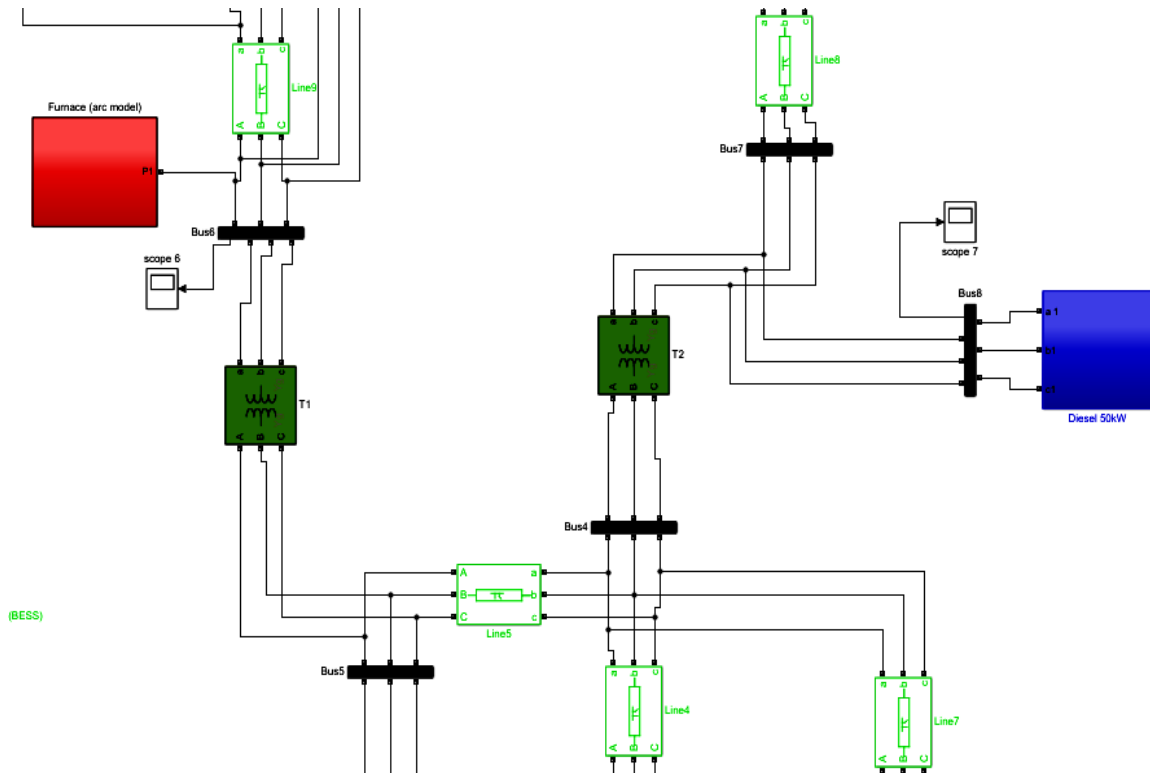 a b c
Line9
A B C
Furnace (arc model)
P1
Bus6
scope 6
a b c
T1
A B C
(BESS)
Bus5
A a
B b
C c
Line5
a b c
Line8
A B C
Bus7
scope 7
Bus8
a 1
b1
c1
Diesel 50kW
a b c
T2
A B C
Bus4
a b c
Line4
A B C
a b c
Line7
A B C